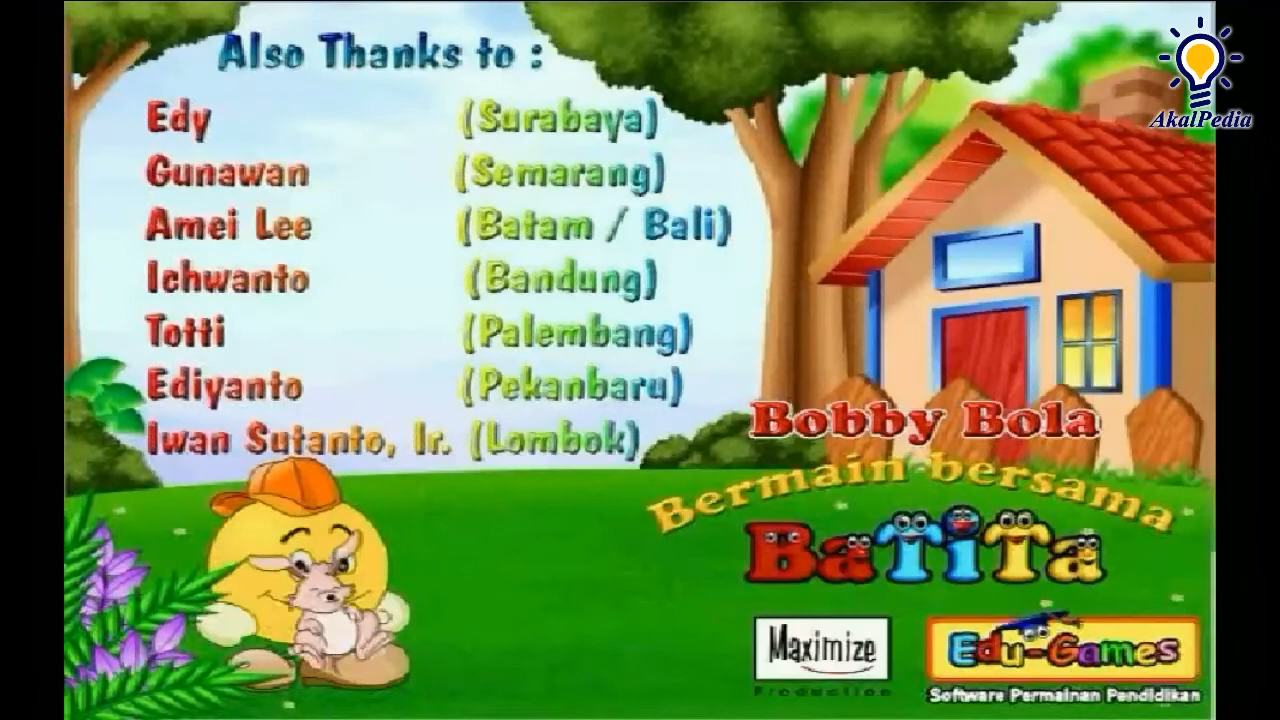 Also Thanks to :
Edy (Surabaya)
Gunawan (Semarang)
Amei Lee (Batam / Bali)
Ichwanto (Bandung)
Totti (Palembang)
Ediyanto (Pekanbaru)
Iwan Sutanto, Ir. (Lombok)
AkalPedia
Bobby Bola
Bermain bersama
BaTiTa
Maximize
Production
Edu-Games
Software Permainan Pendidikan